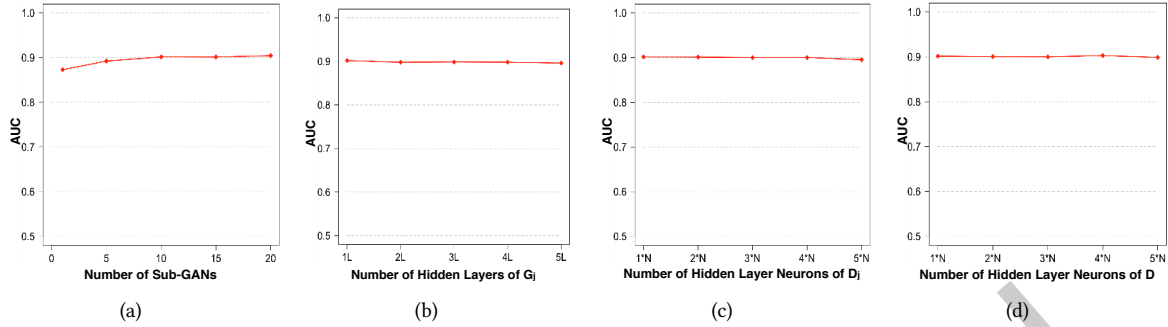 1.0
0.9
0.8
0.7
0.6
0.5
AUC
0 5 10 15 20
Number of Sub-GANs
(a)
1.0
0.9
0.8
0.7
0.6
0.5
AUC
1L 2L 3L 4L 5L
Number of Hidden Layers of Gj
(b)
1.0
0.9
0.8
0.7
0.6
0.5
AUC
1*N 2*N 3*N 4*N 5*N
Number of Hidden Layer Neurons of Dj
(c)
1.0
0.9
0.8
0.7
0.6
0.5
AUC
1*N 2*N 3*N 4*N 5*N
Number of Hidden Layer Neurons of D
(d)